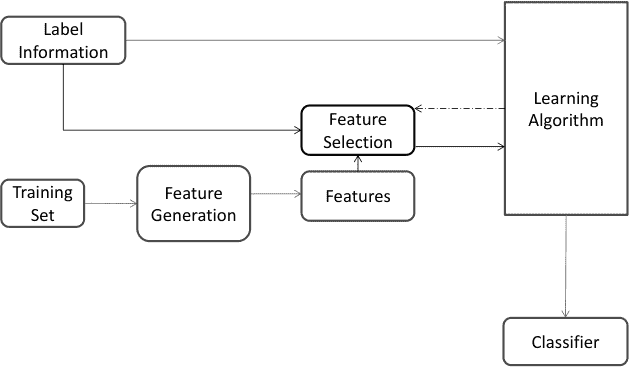 Label
Information
Learning
Algorithm
Feature
Selection
Training
Set
Feature
Generation
Features
Classifier